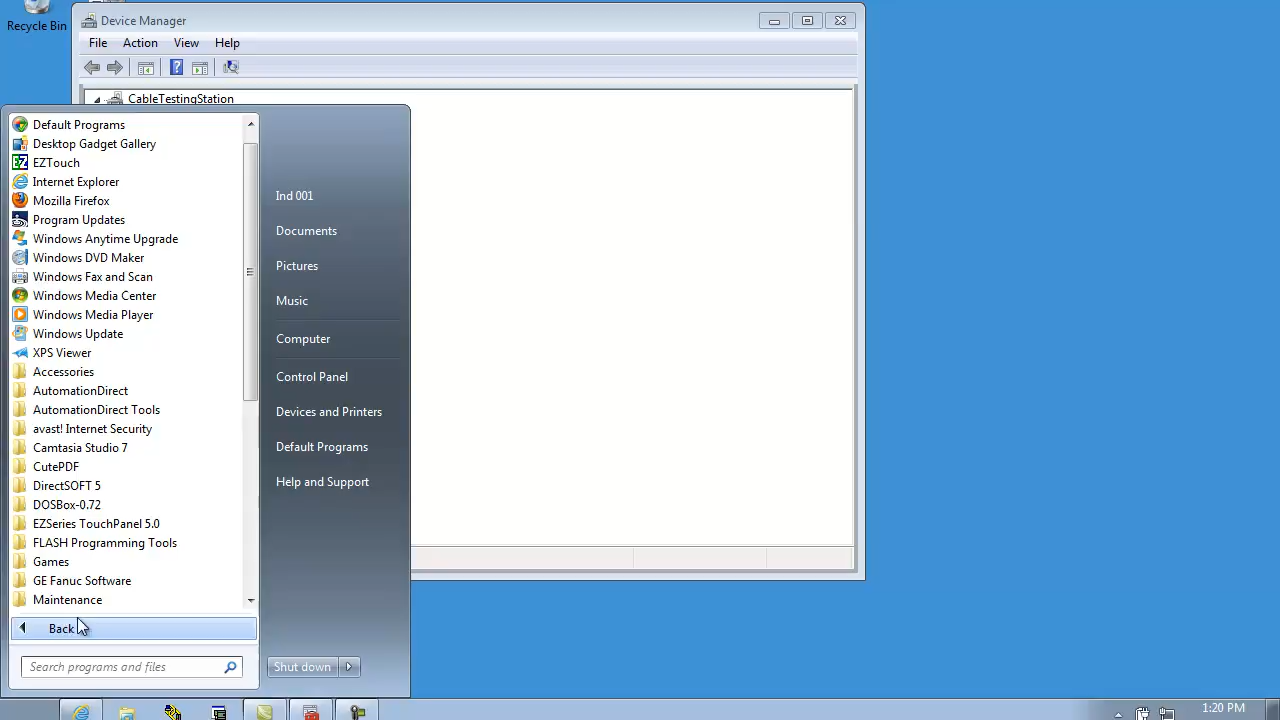 Recycle Bin
Device Manager
File Action View Help
CableTestingStation
Default Programs
Desktop Gadget Gallery
EZTouch
Internet Explorer
Mozilla Firefox
Program Updates
Windows Anytime Upgrade
Windows DVD Maker
Windows Fax and Scan
Windows Media Center
Windows Media Player
Windows Update
XPS Viewer
Accessories
AutomationDirect
AutomationDirect Tools
avast! Internet Security
Camtasia Studio 7
CutePDF
DirectSOFT 5
DOSBox-0.72
EZSeries TouchPanel 5.0
FLASH Programming Tools
Games
GE Fanuc Software
Maintenance
Back
Search programs and files
Ind 001
Documents
Pictures
Music
Computer
Control Panel
Devices and Printers
Default Programs
Help and Support
Shut down
1:20 PM